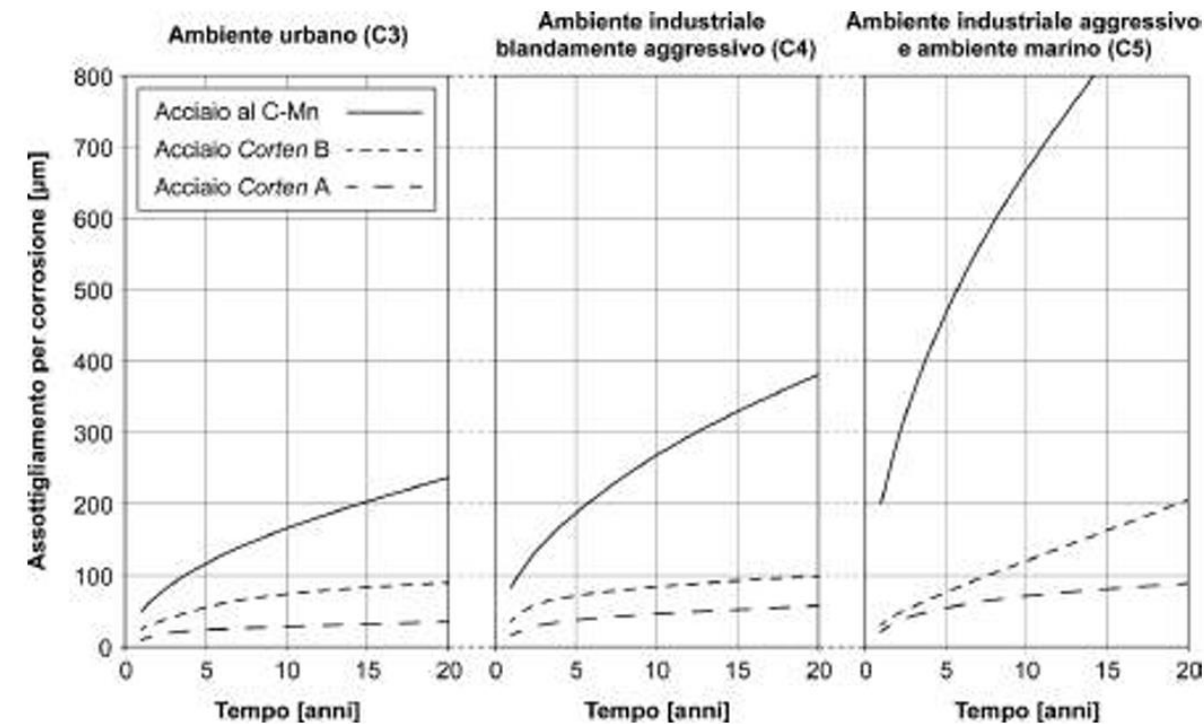 Ambiente urbano (C3)
Ambiente industriale
blandamente aggressivo (C4)
Ambiente industriale aggressivo
e ambiente marino (C5)
Assottigliamento per corrosione [µm]
800
700
600
500
400
300
200
100
0
Acciaio al C-Mn
Acciaio Corten B
Acciaio Corten A
0 5 10 15 20
0 5 10 15 20
0 5 10 15 20
Tempo [anni]
Tempo [anni]
Tempo [anni]